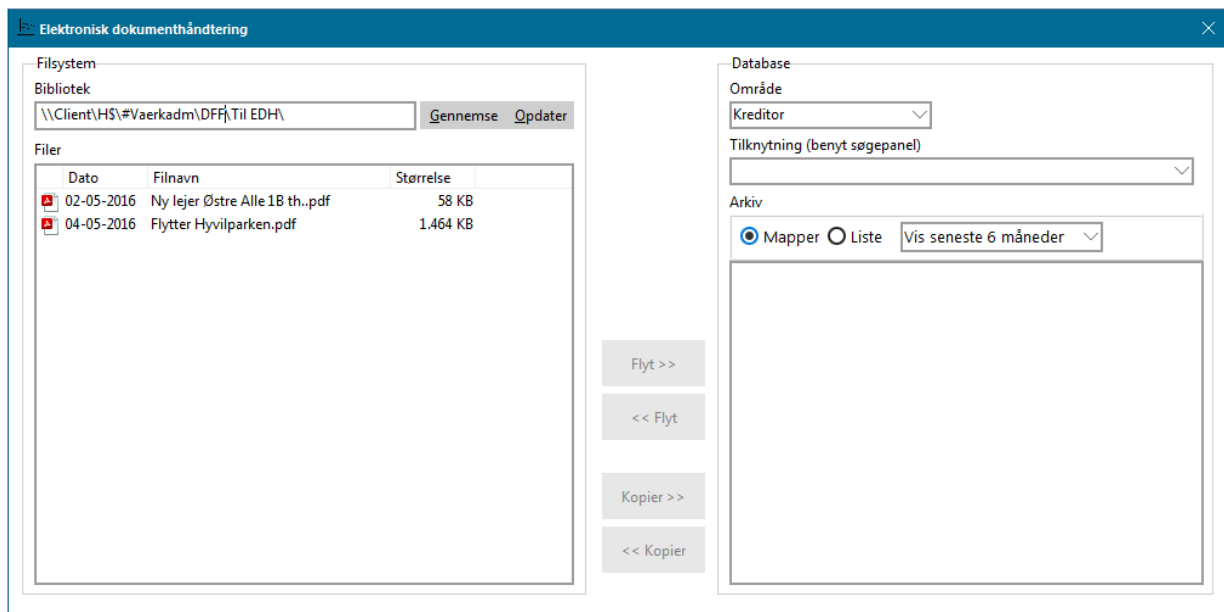 Elektronisk dokumenthåndtering
Filsystem
Bibliotek
\\Client\H$\#Vaerkadm\DFF\Til EDH\
Gennemse Opdater
Filer
Dato Filnavn Størrelse
02-05-2016 Ny lejer Østre Alle 1B th..pdf 58 KB
04-05-2016 Flytter Hyvilparken.pdf 1.464 KB
Flyt >>
<< Flyt
Kopier >>
<< Kopier
Database
Område
Kreditor
Tilknytning (benyt søgepanel)
Arkiv
Mapper Liste Vis seneste 6 måneder